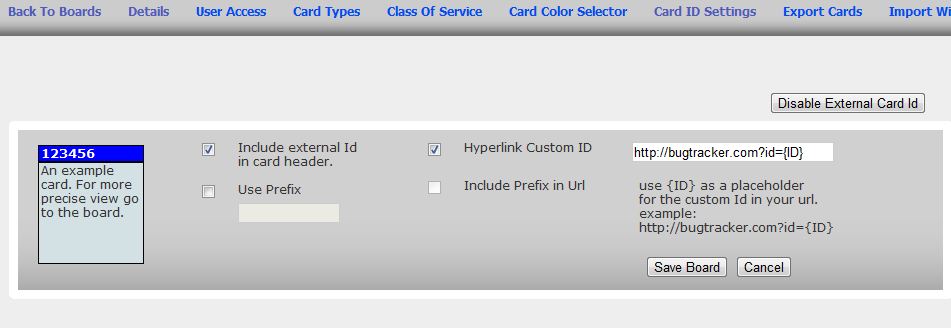 Back To Boards Details User Access Card Types Class Of Service Card Color Selector Card ID Settings Export Cards Import Wi
Disable External Card Id
123456
An example
card. For more
precise view go
to the board.
Include external Id
in card header.
Use Prefix
Hyperlink Custom ID
Include Prefix in Url
http://bugtracker.com?id={ID}
use {ID} as a placeholder
for the custom Id in your url.
example:
http://bugtracker.com?id={ID}
Save Board Cancel